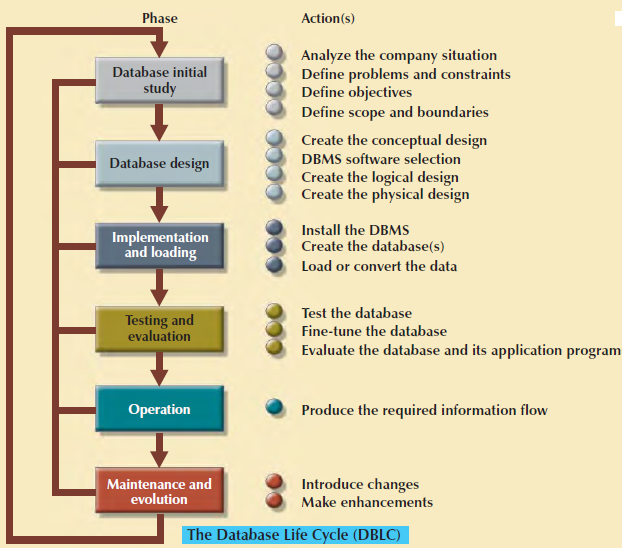 Phase
Action(s)
Database initial
study
Analyze the company situation
Define problems and constraints
Define objectives
Define scope and boundaries
Database design
Create the conceptual design
DBMS software selection
Create the logical design
Create the physical design
Implementation
and loading
Install the DBMS
Create the database(s)
Load or convert the data
Testing and
evaluation
Test the database
Fine-tune the database
Evaluate the database and its application program
Operation
Produce the required information flow
Maintenance and
evolution
Introduce changes
Make enhancements
The Database Life Cycle (DBLC)